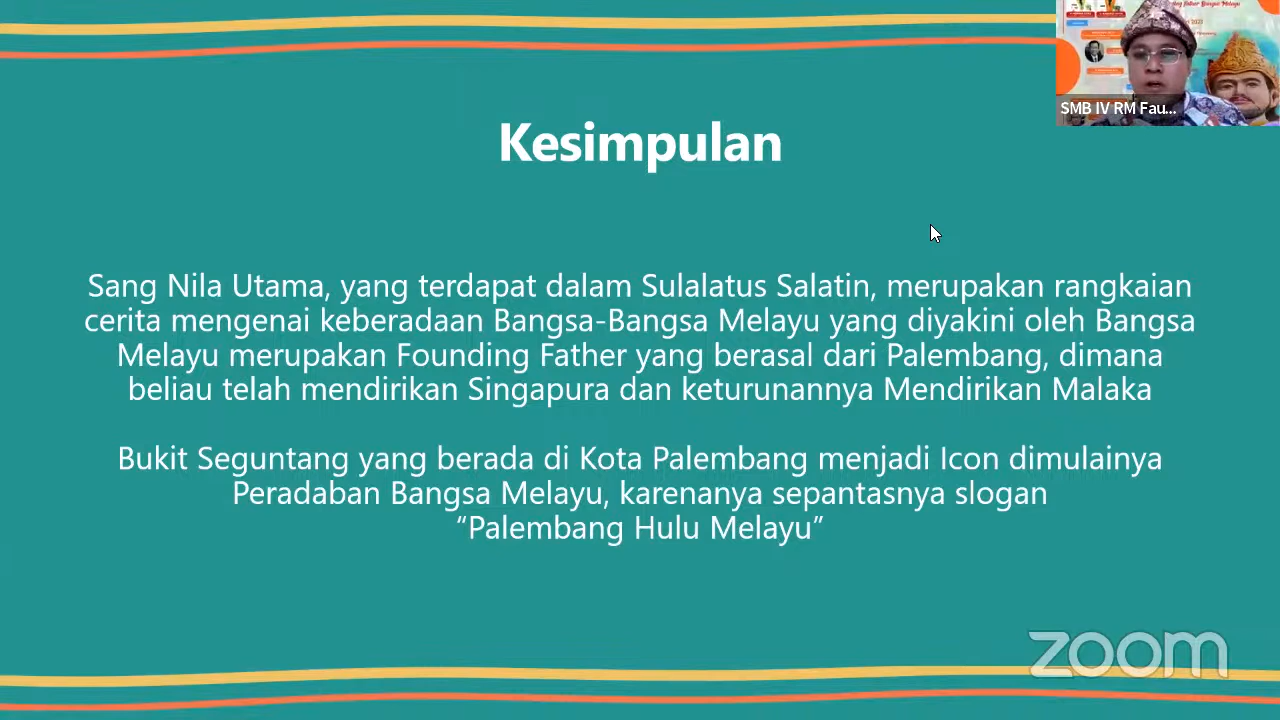 Kesimpulan
Sang Nila Utama, yang terdapat dalam Sulalatus Salatin, merupakan rangkaian
cerita mengenai keberadaan Bangsa-Bangsa Melayu yang diyakini oleh Bangsa
Melayu merupakan Founding Father yang berasal dari Palembang, dimana
beliau telah mendirikan Singapura dan keturunannya Mendirikan Malaka
Bukit Seguntang yang berada di Kota Palembang menjadi Icon dimulainya
Peradaban Bangsa Melayu, karenanya sepantasnya slogan
“Palembang Hulu Melayu”
SMB IV RM Fau...
zoom